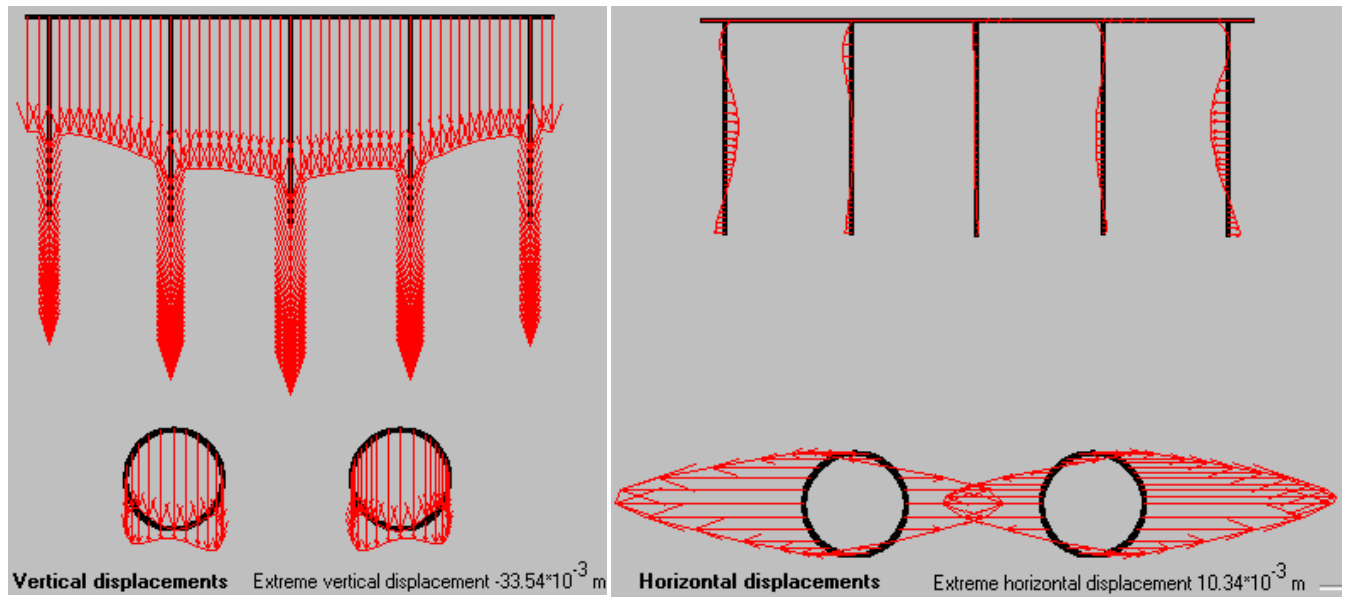 Vertical displacements Extreme vertical displacement -33.54*10^-3 m
Horizontal displacements Extreme horizontal displacement 10.34*10^-3 m